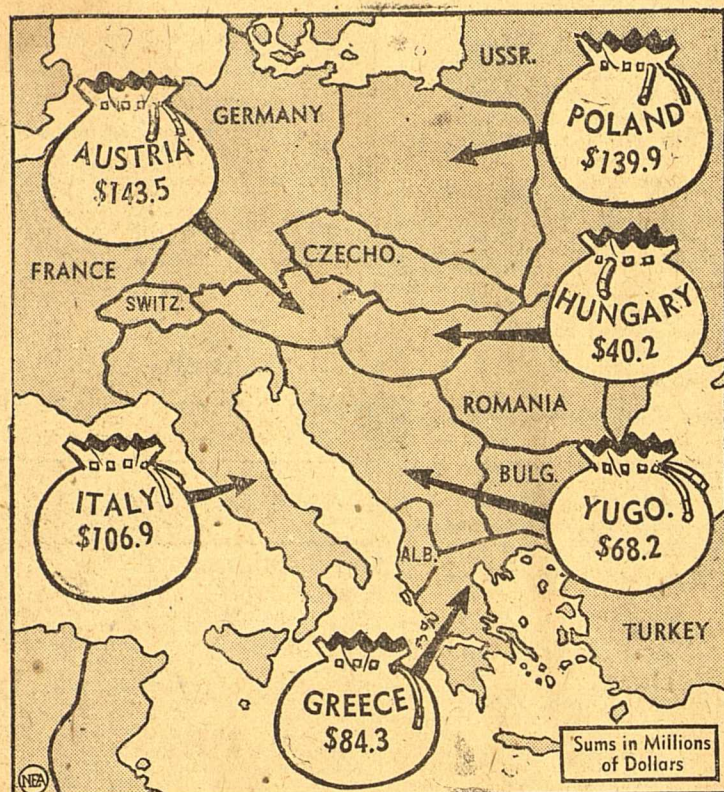 USSR.
GERMANY
POLAND
$139.9
AUSTRIA
$143.5
CZECHO.
FRANCE
SWITZ.
HUNGARY
$40.2
ROMANIA
BULG.
ITALY
$106.9
YUGO.
$68.2
ALB.
TURKEY
GREECE
$84.3
Sums in Millions
of Dollars
NEA